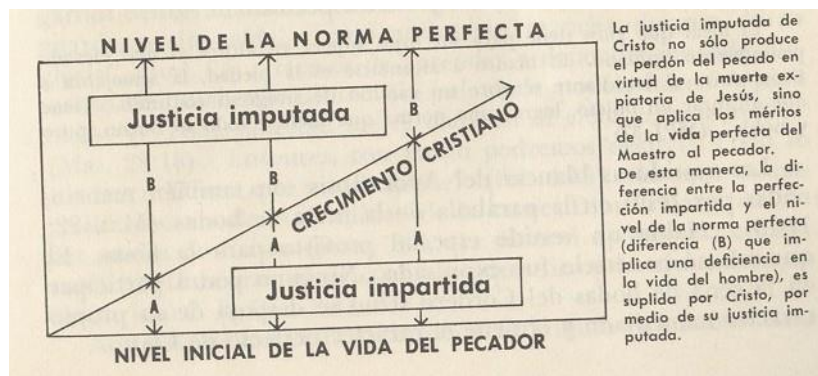 NIVEL DE LA NORMA PERFECTA
Justicia imputada
B
B
B
CRECIMIENTO CRISTIANO
A
A
Justicia impartida
NIVEL INICIAL DE LA VIDA DEL PECADOR
La justicia imputada de
Cristo no sólo produce
el perdón del pecado en
virtud de la muerte ex-
piatoria de Jesús, sino
que aplica los méritos
de la vida perfecta del
Maestro al pecador.
De esta manera, la di-
ferencia entre la perfec-
ción impartida y el ni-
vel de la norma perfecta
(diferencia (B) que im-
plica una deficiencia en
la vida del hombre), es
suplida por Cristo, por
medio de su justicia im-
putada.